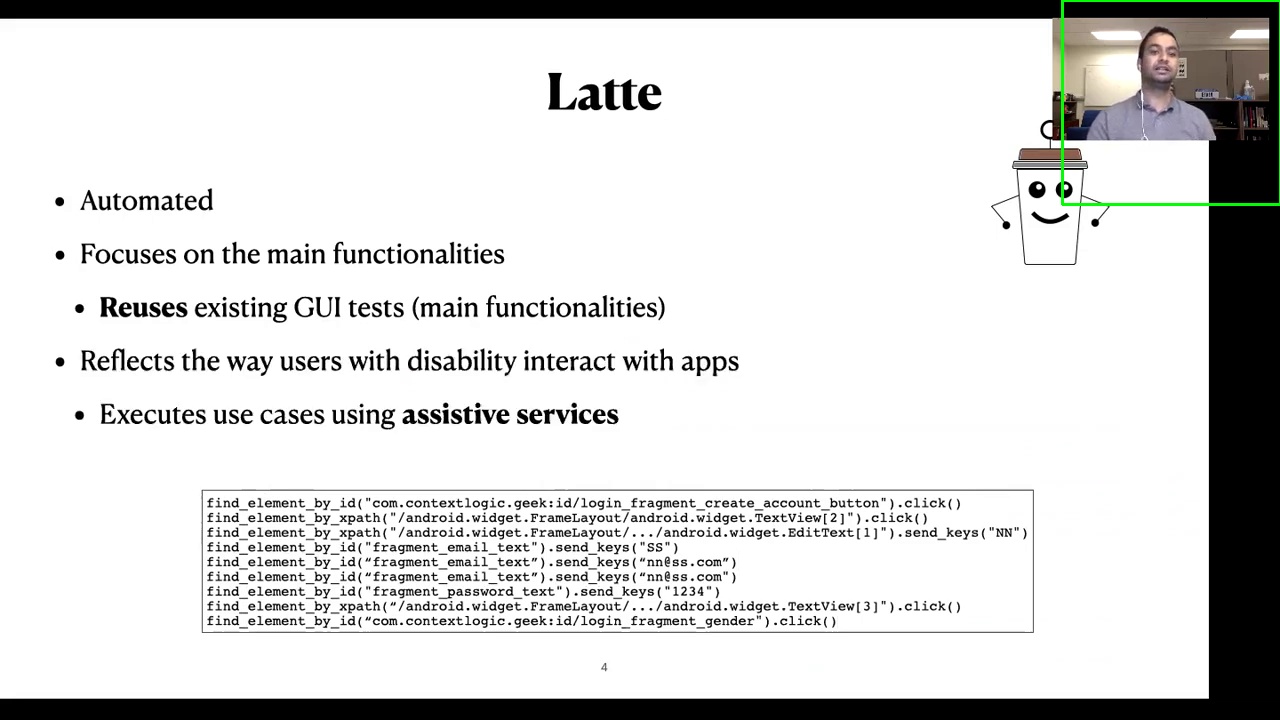 Latte
• Automated
• Focuses on the main functionalities
• Reuses existing GUI tests (main functionalities)
• Reflects the way users with disability interact with apps
• Executes use cases using assistive services
find_element_by_id("com.contextlogic.geek:id/login_fragment_create_account_button").click()
find_element_by_xpath("/android.widget.FrameLayout/android.widget.TextView[2]").click()
find_element_by_xpath("/android.widget.FrameLayout/.../android.widget.EditText[1]").send_keys("NN")
find_element_by_id("fragment_email_text").send_keys("SS")
find_element_by_id(“fragment_email_text”).send_keys(“nn@ss.com”)
find_element_by_id(“fragment_email_text”).send_keys(“nn@ss.com")
find_element_by_id("fragment_password_text").send_keys("1234")
find_element_by_xpath(“/android.widget.FrameLayout/.../android.widget.TextView[3]").click()
find_element_by_id(“com.contextlogic.geek:id/login_fragment_gender").click()
4